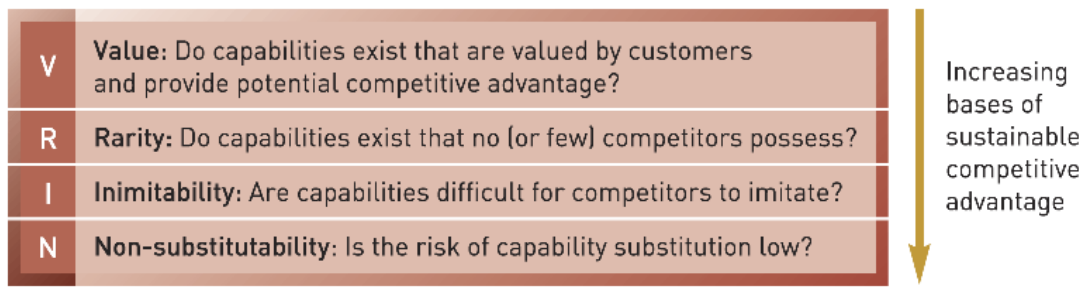 V
Value: Do capabilities exist that are valued by customers
and provide potential competitive advantage?
R
Rarity: Do capabilities exist that no (or few) competitors possess?
I
Inimitability: Are capabilities difficult for competitors to imitate?
N
Non-substitutability: Is the risk of capability substitution low?
Increasing
bases of
sustainable
competitive
advantage